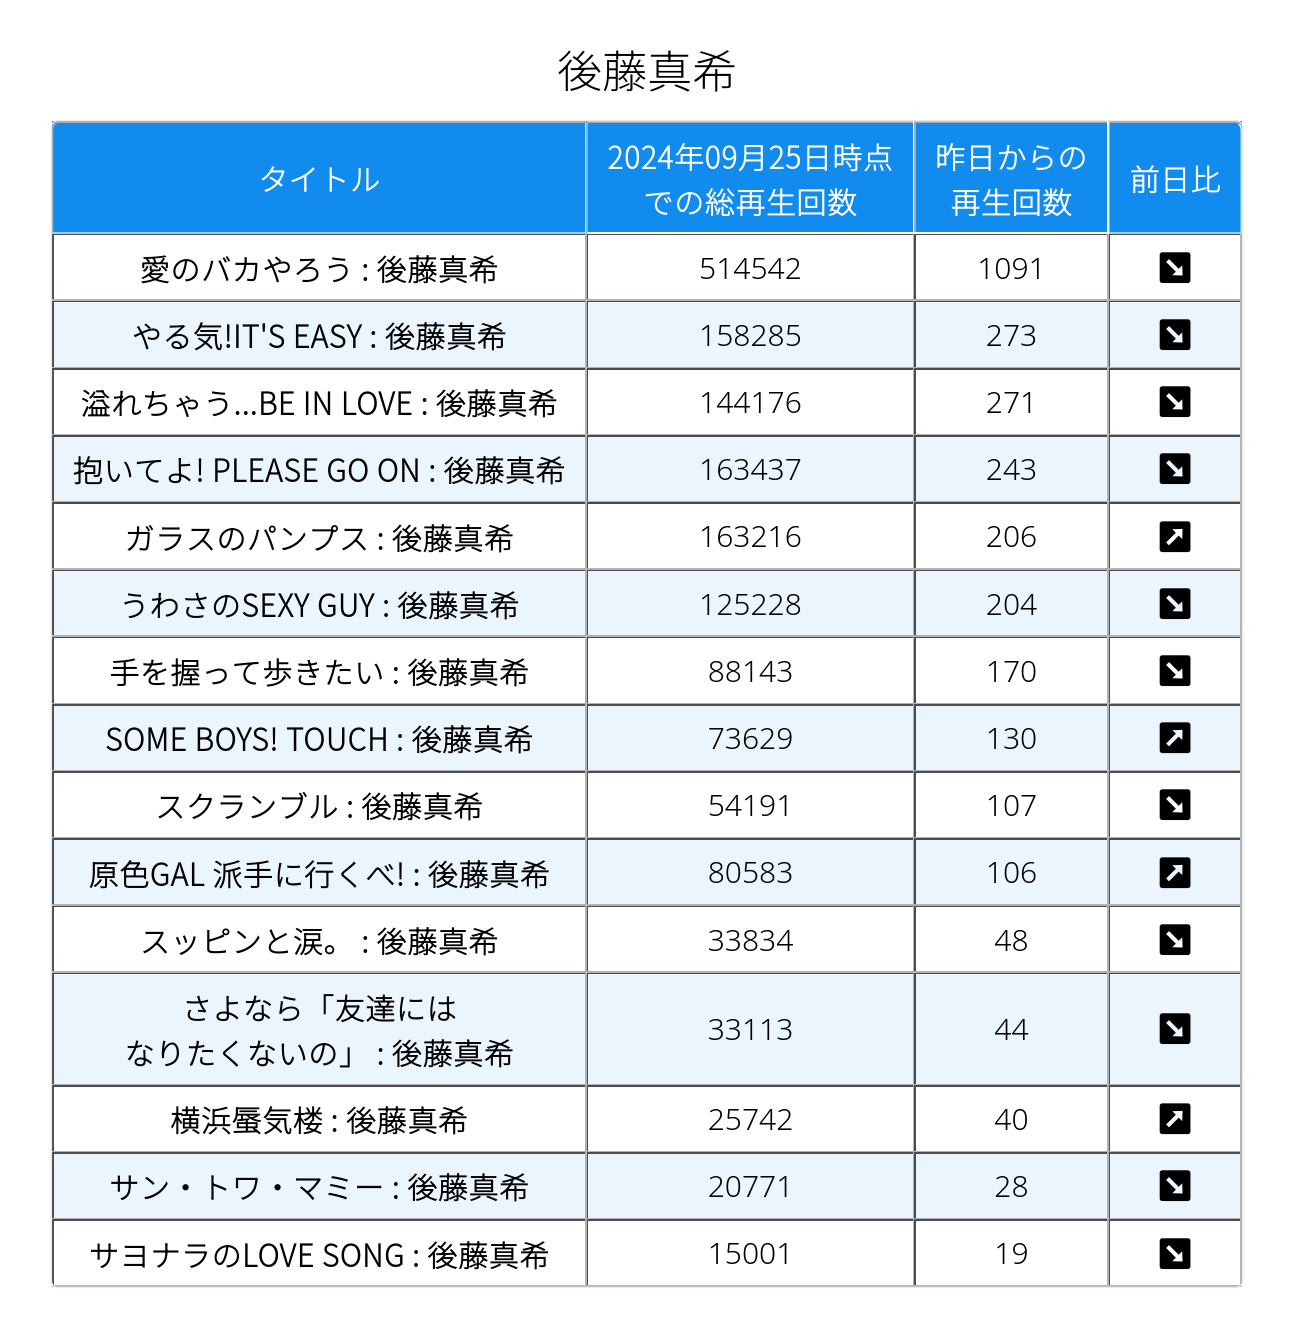 後藤真希
タイトル
2024年09月25日時点
での総再生回数
昨日からの
再生回数
前日比
愛のバカやろう : 後藤真希 514542 1091 ↘
やる気!IT'S EASY : 後藤真希 158285 273 ↘
溢れちゃう...BE IN LOVE : 後藤真希 144176 271 ↘
抱いてよ! PLEASE GO ON : 後藤真希 163437 243 ↘
ガラスのパンプス : 後藤真希 163216 206 ↗
うわさのSEXY GUY : 後藤真希 125228 204 ↘
手を握って歩きたい : 後藤真希 88143 170 ↘
SOME BOYS! TOUCH : 後藤真希 73629 130 ↗
スクランブル : 後藤真希 54191 107 ↘
原色GAL 派手に行くべ! : 後藤真希 80583 106 ↗
スッピンと涙。 : 後藤真希 33834 48 ↘
さよなら「友達には
なりたくないの」 : 後藤真希 33113 44 ↘
横浜蜃気楼 : 後藤真希 25742 40 ↗
サン・トワ・マミー : 後藤真希 20771 28 ↘
サヨナラのLOVE SONG : 後藤真希 15001 19 ↘